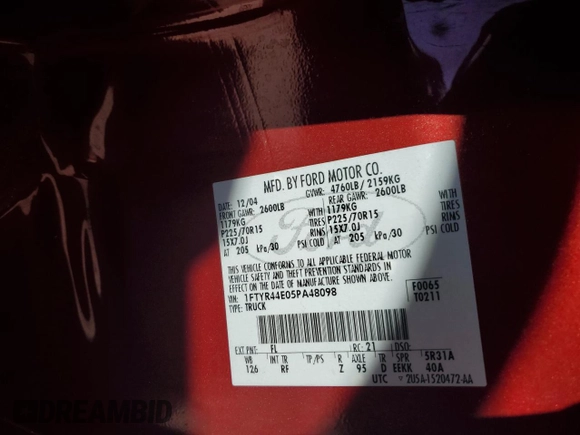 MFD. BY FORD MOTOR CO.
DATE: 12/04 GVWR: 4760LB/ 2159KG
FRONT GAWR: 2600LB REAR GAWR: 2600LB
1179KG 1179KG
P225/70R15 TIRES P225/70R15 TIRES
15X7.0J RIMS 15X7.0J RIMS
AT 205 kPa/30 PSI COLD AT 205 kPa/30 PSI COLD
Ford
THIS VEHICLE CONFORMS TO ALL APPLICABLE FEDERAL MOTOR
VEHICLE SAFETY AND THEFT PREVENTION STANDARDS IN
EFFECT ON THE DATE OF MANUFACTURE SHOWN ABOVE.
VIN: 1FTYR44E05PA48098
TYPE: TRUCK
F0065
T0211
EXT PNT: FL RC: 21 DSO:
WB INT TR TP/PS R AXLE TR SPR 5R31A
126 RF Z 95 D EEKK 40A
UTC 2U5A-1520472-AA
DREAMBID